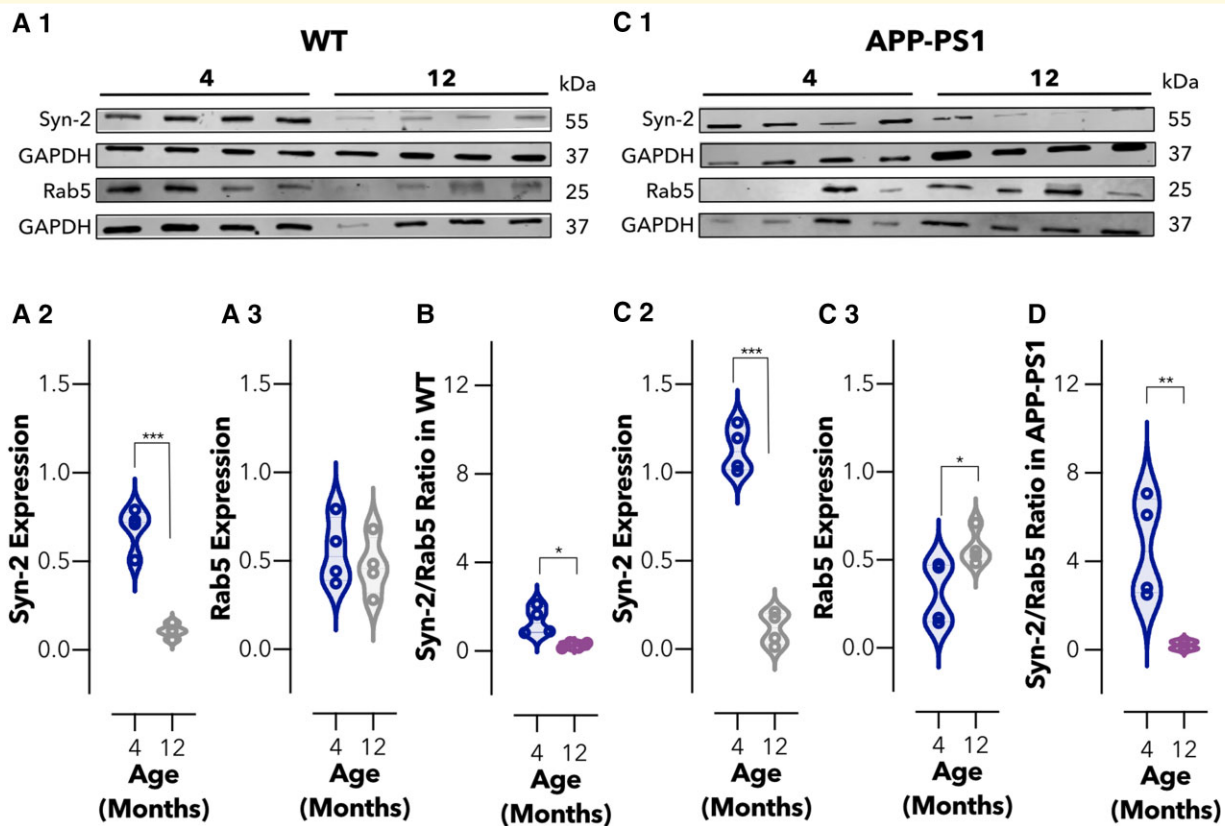 A 1
WT
4 12 kDa
Syn-2 55
GAPDH 37
Rab5 25
GAPDH 37
C 1
APP-PS1
4 12 kDa
Syn-2 55
GAPDH 37
Rab5 25
GAPDH 37
A 2
Syn-2 Expression
1.5
1.0
0.5
0.0
***
4 12
Age
(Months)
A 3
Rab5 Expression
1.5
1.0
0.5
0.0
4 12
Age
(Months)
B
Syn-2/Rab5 Ratio in WT
12
8
4
0
*
4 12
Age
(Months)
C 2
Syn-2 Expression
1.5
1.0
0.5
0.0
***
4 12
Age
(Months)
C 3
Rab5 Expression
1.5
1.0
0.5
0.0
*
4 12
Age
(Months)
D
Syn-2/Rab5 Ratio in APP-PS1
12
8
4
0
**
4 12
Age
(Months)